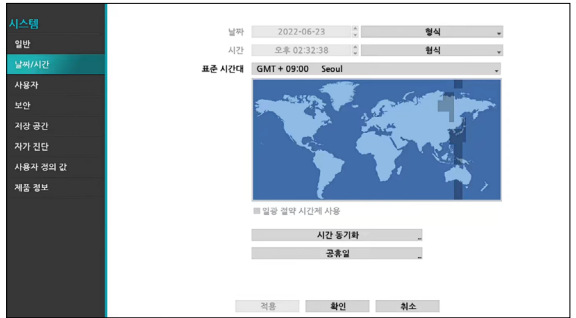 시스템
일반
날짜/시간
사용자
보안
저장 공간
자가 진단
사용자 정의 값
제품 정보
날짜 2022-06-23 형식
시간 오후 02:32:38 형식
표준 시간대 GMT + 09:00 Seoul
일광 절약 시간제 사용
시간 동기화
공휴일
적용 확인 취소